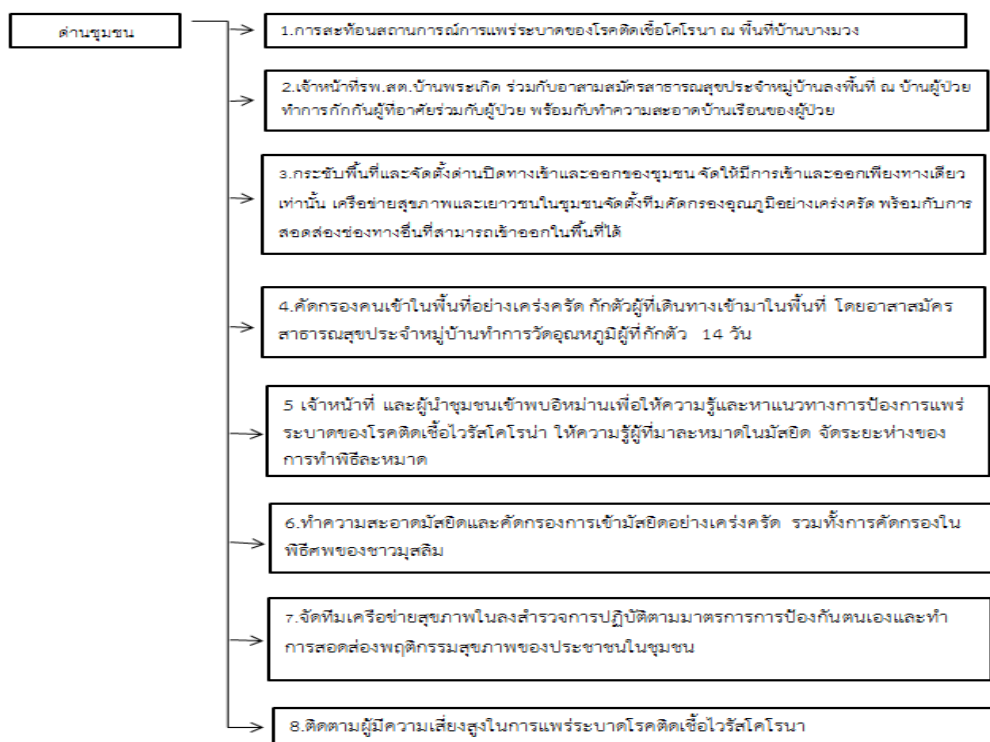 ด่านชุมชน
1.การสะท้อนสถานการณ์การแพร่ระบาดของโรคติดเชื้อโคโรนา ณ พื้นที่บ้านบางมวง
2.เจ้าหน้าที่รพ.สต.บ้านพระเกิด ร่วมกับอาสามสมัครสาธารณสุขประจำหมู่บ้านลงพื้นที่ ณ บ้านผู้ป่วย
ทำการกักกันผู้ที่อาศัยร่วมกับผู้ป่วย พร้อมกับทำความสะอาดบ้านเรือนของผู้ป่วย
3.กระชับพื้นที่และจัดตั้งด่านปิดทางเข้าและออกของชุมชน จัดให้มีการเข้าและออกเพียงทางเดียว
เท่านั้น เครือข่ายสุขภาพและเยาวชนในชุมชนจัดตั้งทีมคัดกรองอุณภูมิอย่างเคร่งครัด พร้อมกับการ
สอดส่องช่องทางอื่นที่สามารถเข้าออกในพื้นที่ได้
4.คัดกรองคนเข้าในพื้นที่อย่างเคร่งครัด กักตัวผู้ที่เดินทางเข้ามาในพื้นที่ โดยอาสาสมัคร
สาธารณสุขประจำหมู่บ้านทำการวัดอุณหภูมิผู้ที่กักตัว 14 วัน
5 เจ้าหน้าที่ และผู้นำชุมชนเข้าพบอิหม่านเพื่อให้ความรู้และหาแนวทางการป้องการแพร่
ระบาดของโรคติดเชื้อไวรัสโคโรน่า ให้ความรู้ผู้ที่มาละหมาดในมัสยิด จัดระยะห่างของ
การทำพิธีละหมาด
6.ทำความสะอาดมัสยิดและคัดกรองการเข้ามัสยิดอย่างเคร่งครัด รวมทั้งการคัดกรองใน
พิธีศพของชาวมุสลิม
7.จัดทีมเครือข่ายสุขภาพในลงสำรวจการปฏิบัติตามมาตรการการป้องกันตนเองและทำ
การสอดส่องพฤติกรรมสุขภาพของประชาชนในชุมชน
8.ติดตามผู้มีความเสี่ยงสูงในการแพร่ระบาดโรคติดเชื้อไวรัสโคโรนา